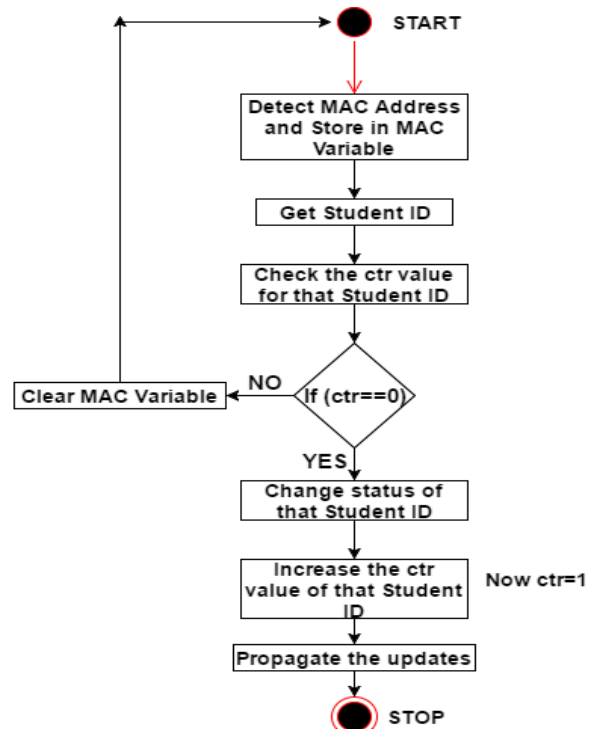 START
Detect MAC Address
and Store in MAC
Variable
Get Student ID
Check the ctr value
for that Student ID
If (ctr==0)
NO
Clear MAC Variable
YES
Change status of
that Student ID
Increase the ctr
value of that Student
ID
Now ctr=1
Propagate the updates
STOP